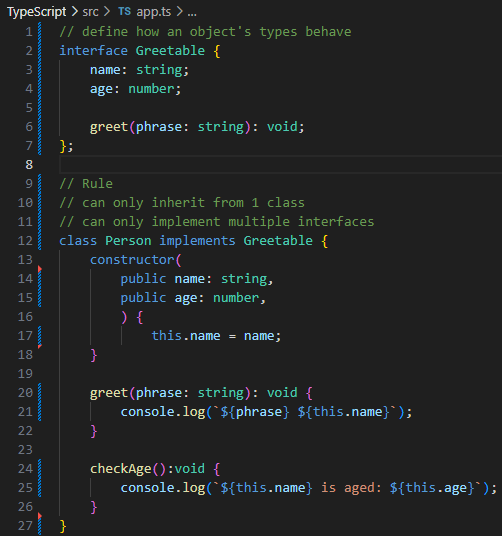 TypeScript > src > TS app.ts > ...
1 // define how an object's types behave
2 interface Greetable {
3     name: string;
4     age: number;
5
6     greet(phrase: string): void;
7 };
8
9 // Rule
10 // can only inherit from 1 class
11 // can only implement multiple interfaces
12 class Person implements Greetable {
13     constructor(
14         public name: string,
15         public age: number,
16         ) {
17             this.name = name;
18     }
19
20     greet(phrase: string): void {
21         console.log(`${phrase} ${this.name}`);
22     }
23
24     checkAge():void {
25         console.log(`${this.name} is aged: ${this.age}`);
26     }
27 }